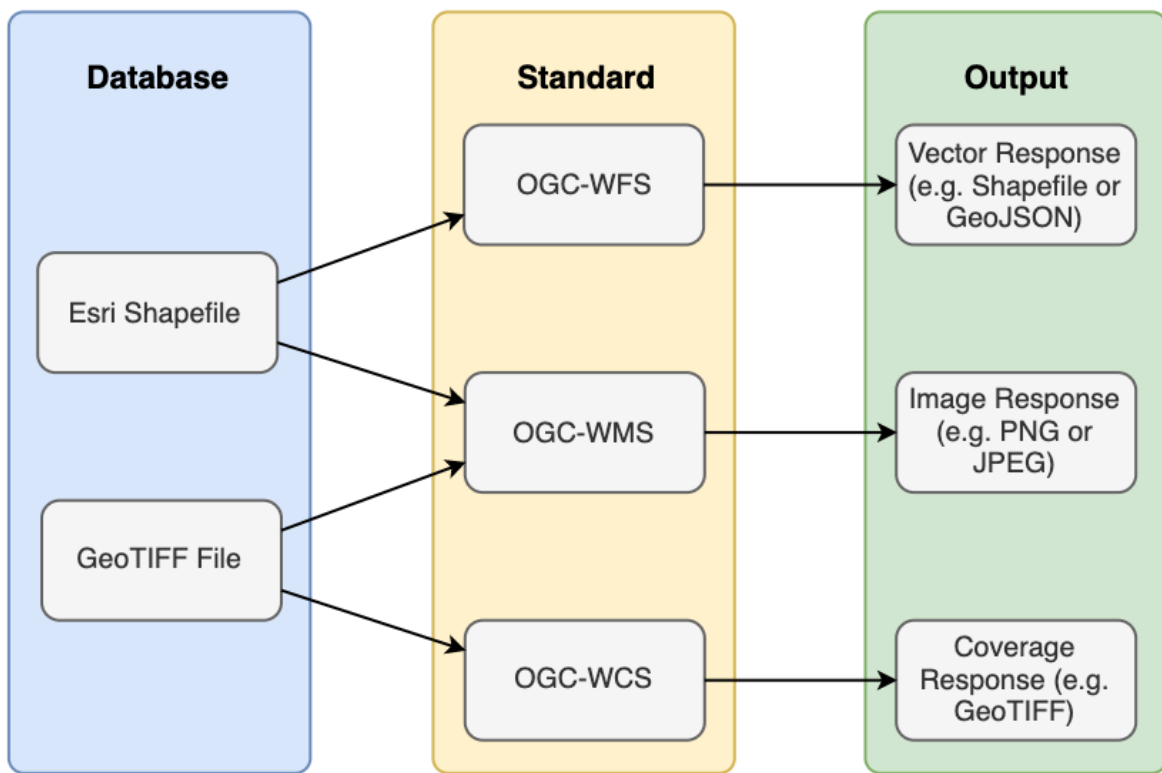 Database
Standard
Output
Esri Shapefile
GeoTIFF File
OGC-WFS
OGC-WMS
OGC-WCS
Vector Response
(e.g. Shapefile or
GeoJSON)
Image Response
(e.g. PNG or
JPEG)
Coverage
Response (e.g.
GeoTIFF)